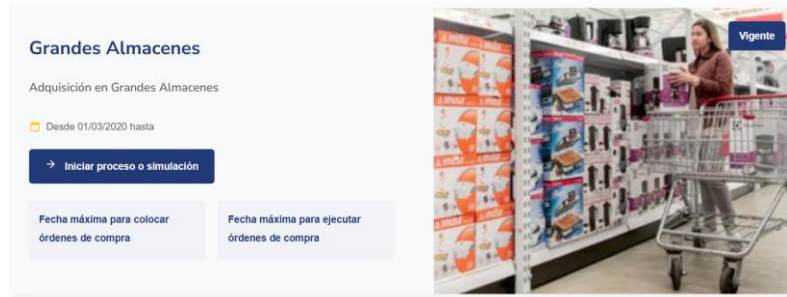 Grandes Almacenes
Vigente
Adquisición en Grandes Almacenes
Desde 01/03/2020 hasta
→ Iniciar proceso o simulación
Fecha máxima para colocar
órdenes de compra
Fecha máxima para ejecutar
órdenes de compra
IMUSA